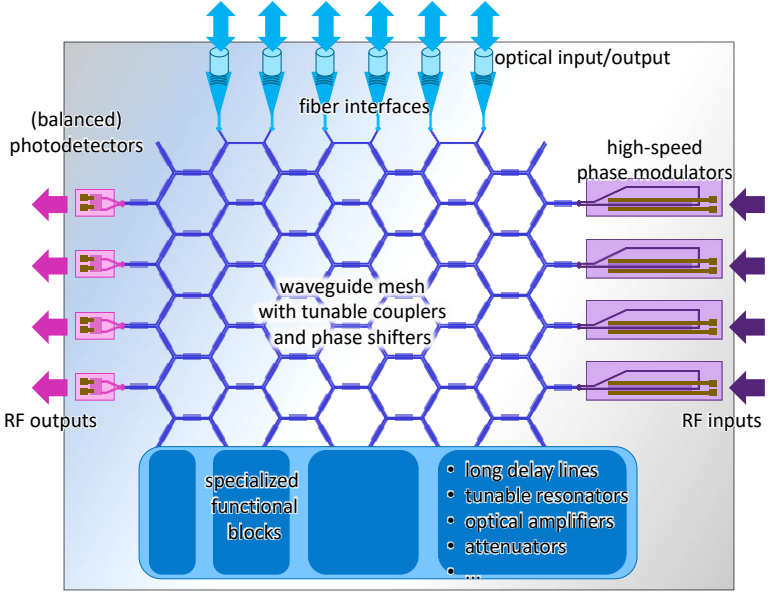 optical input/output
fiber interfaces
(balanced)
photodetectors
high-speed
phase modulators
waveguide mesh
with tunable couplers
and phase shifters
RF outputs
RF inputs
specialized
functional
blocks
• long delay lines
• tunable resonators
• optical amplifiers
• attenuators
• ...